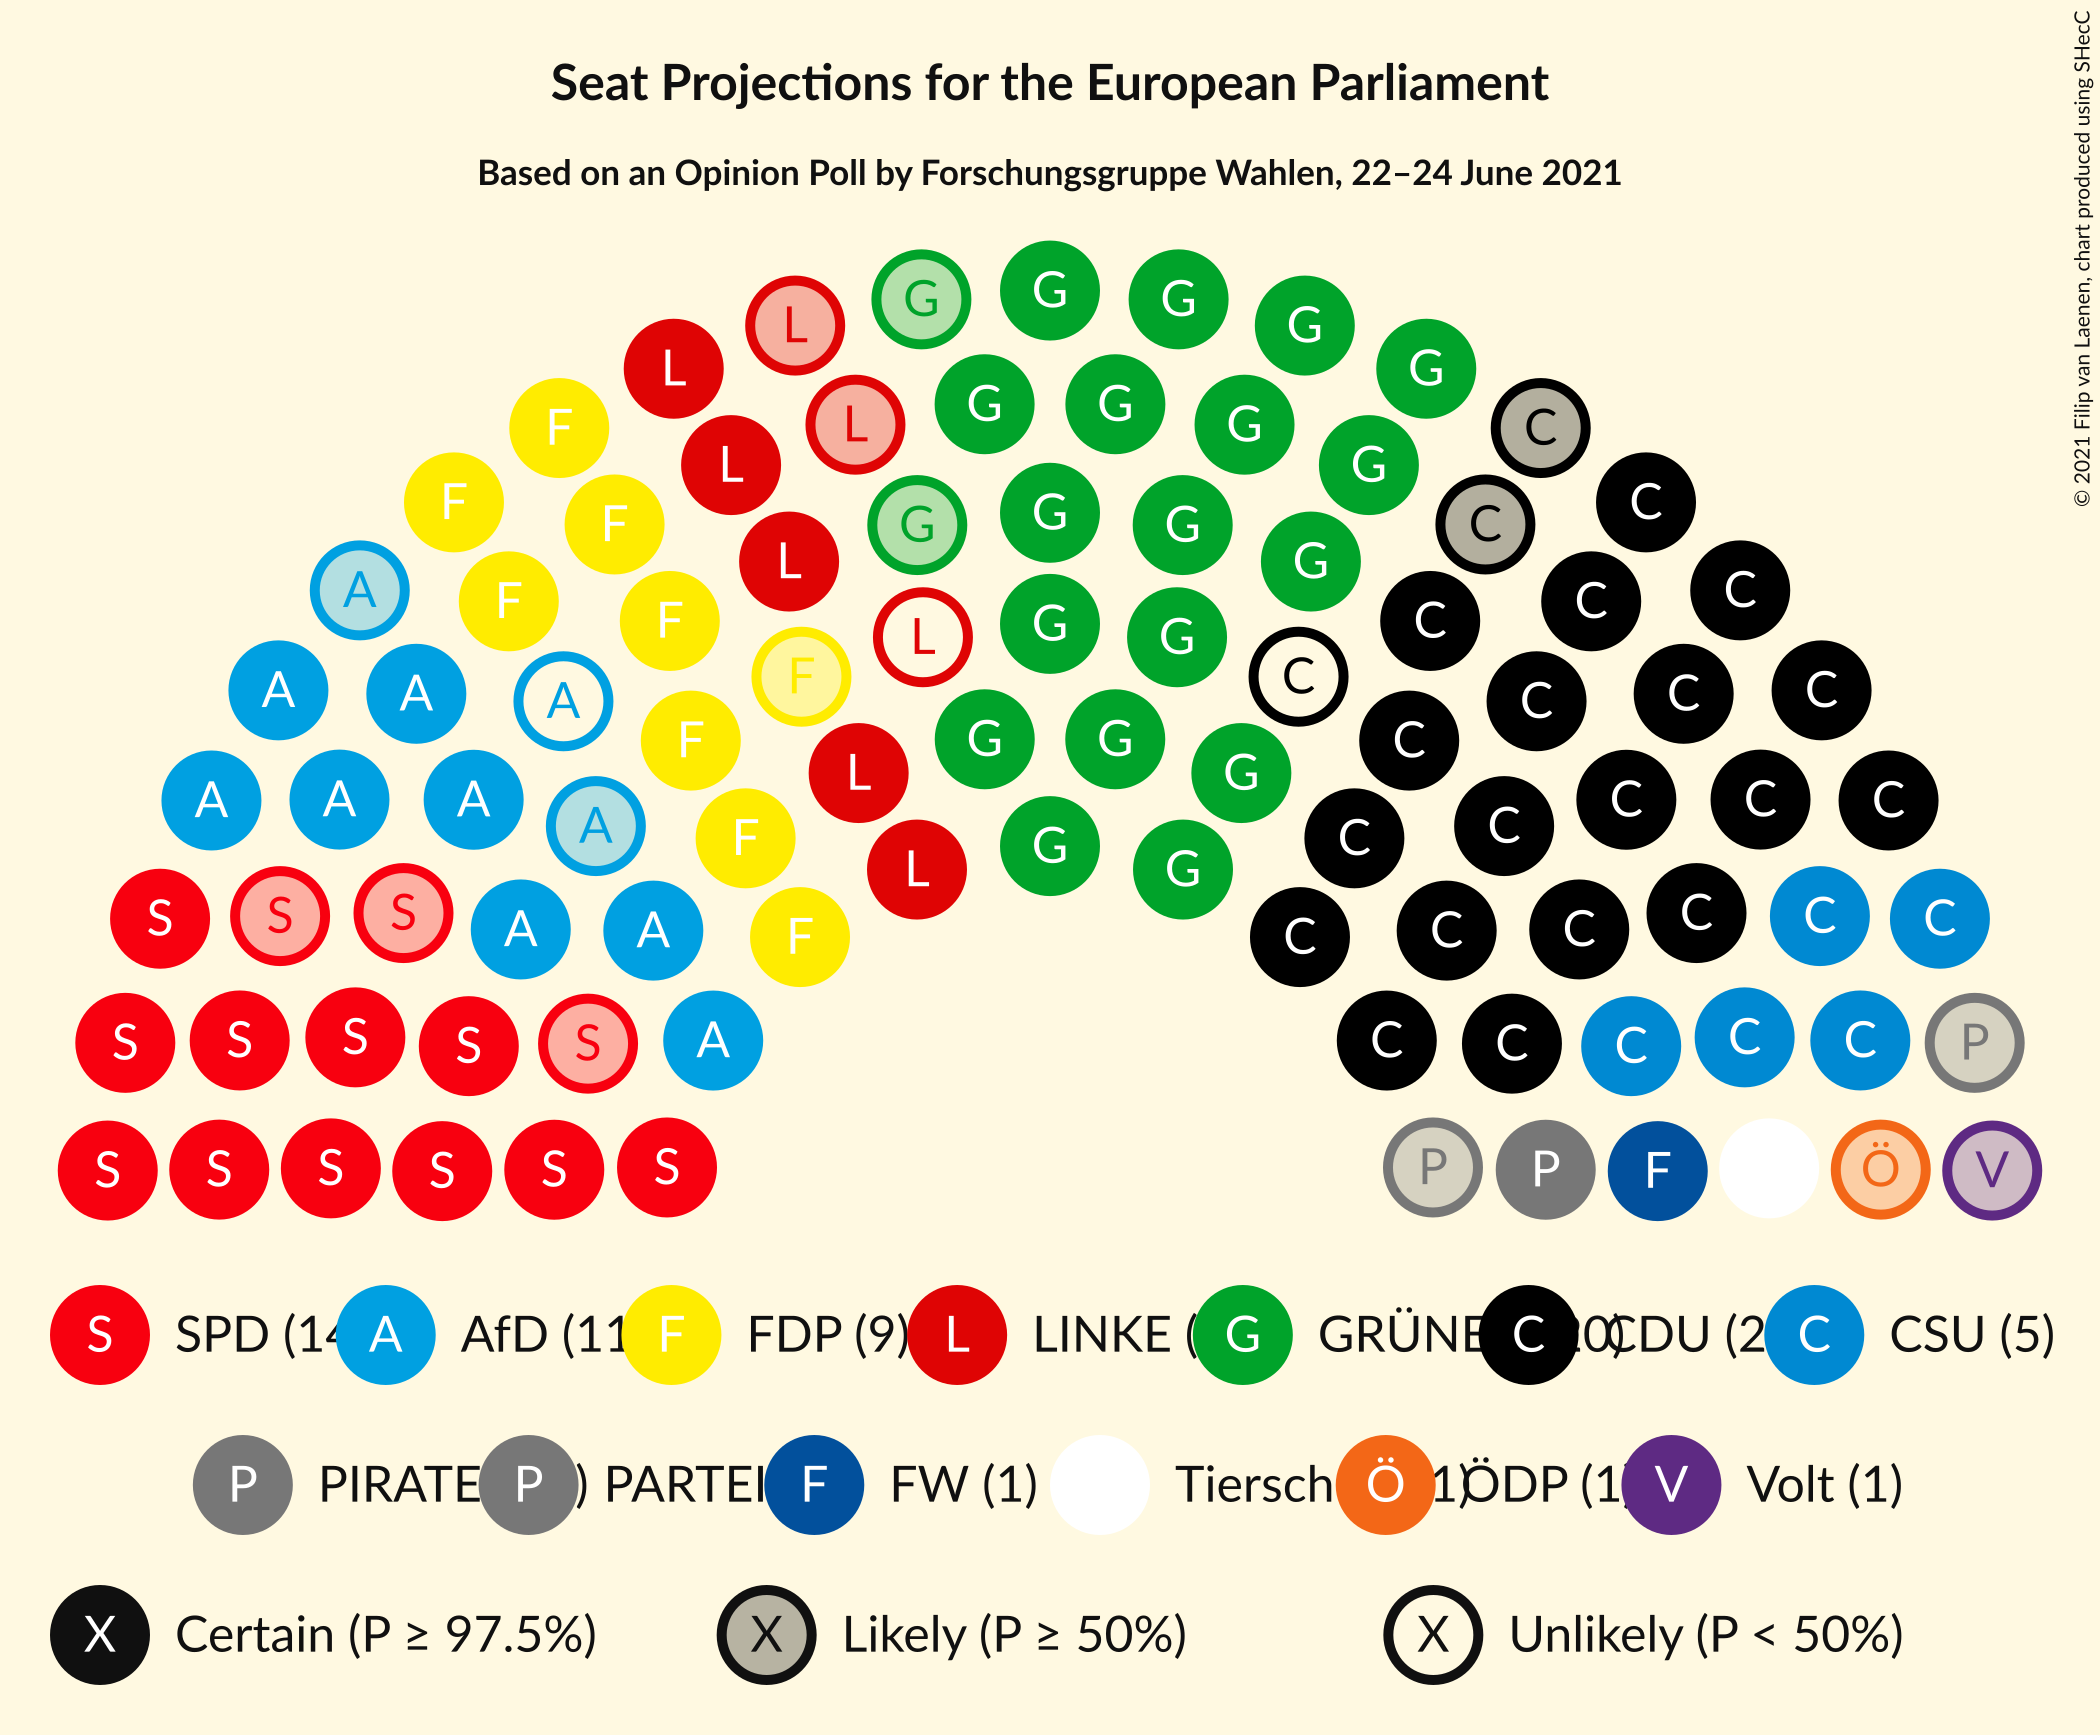 Seat Projections for the European Parliament
Based on an Opinion Poll by Forschungsgruppe Wahlen, 22–24 June 2021
© 2021 Filip van Laenen, chart produced using SHecC
G G G G G
L L C
L G G G G
F L C C
F L G G G G C
F F L G G C C C
A F F L G G C C C C
A A A F F L G G G C C C C C
A A A A F L G G C C C C C
S S S A A F C C C C C C
S S S S S A C C C C C P
S S S S S S P P F Ö V
S SPD (14 A AfD (11 F FDP (9) L LINKE ( G GRÜNE C 20) CDU (2 C CSU (5)
P PIRATE P ) PARTEI F FW (1) Tiersch Ö 1) ÖDP (1) V Volt (1)
X Certain (P ≥ 97.5%) X Likely (P ≥ 50%) X Unlikely (P < 50%)